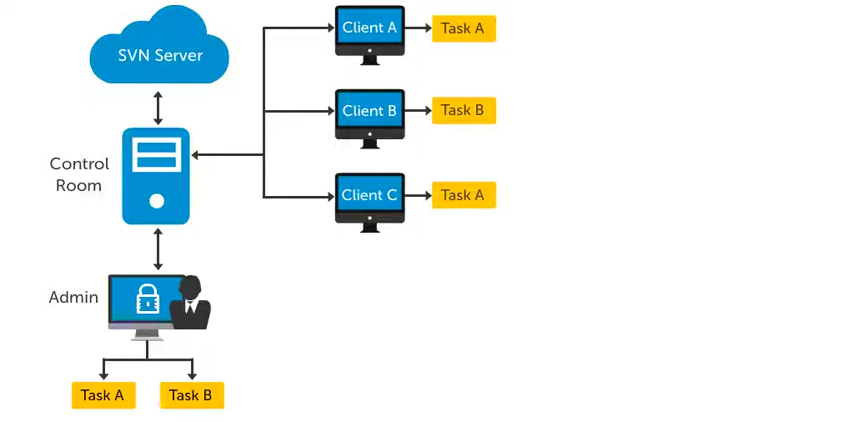 SVN Server
Client A
Task A
Client B
Task B
Control
Room
Client C
Task A
Admin
Task A
Task B